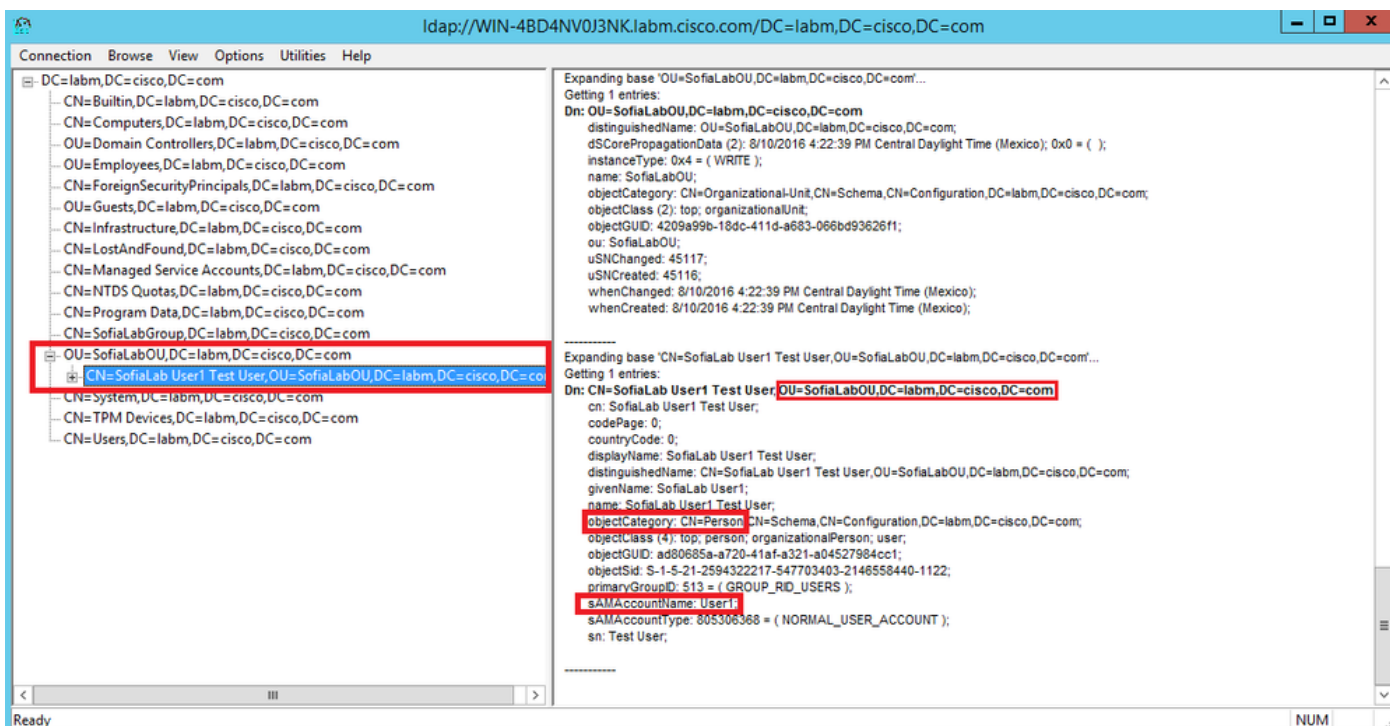 ldap://WIN-4BD4NV0J3NK.labm.cisco.com/DC=labm,DC=cisco,DC=com
Connection Browse View Options Utilities Help
DC=labm,DC=cisco,DC=com
CN=Builtin,DC=labm,DC=cisco,DC=com
CN=Computers,DC=labm,DC=cisco,DC=com
OU=Domain Controllers,DC=labm,DC=cisco,DC=com
OU=Employees,DC=labm,DC=cisco,DC=com
CN=ForeignSecurityPrincipals,DC=labm,DC=cisco,DC=com
OU=Guests,DC=labm,DC=cisco,DC=com
CN=Infrastructure,DC=labm,DC=cisco,DC=com
CN=LostAndFound,DC=labm,DC=cisco,DC=com
CN=Managed Service Accounts,DC=labm,DC=cisco,DC=com
CN=NTDS Quotas,DC=labm,DC=cisco,DC=com
CN=Program Data,DC=labm,DC=cisco,DC=com
CN=SofiaLabGroup,DC=labm,DC=cisco,DC=com
OU=SofiaLabOU,DC=labm,DC=cisco,DC=com
CN=SofiaLab User1 Test User,OU=SofiaLabOU,DC=labm,DC=cisco,DC=co
CN=System,DC=labm,DC=cisco,DC=com
CN=TPM Devices,DC=labm,DC=cisco,DC=com
CN=Users,DC=labm,DC=cisco,DC=com
Expanding base 'OU=SofiaLabOU,DC=labm,DC=cisco,DC=com'...
Getting 1 entries:
Dn: OU=SofiaLabOU,DC=labm,DC=cisco,DC=com
distinguishedName: OU=SofiaLabOU,DC=labm,DC=cisco,DC=com;
dSCorePropagationData (2): 8/10/2016 4:22:39 PM Central Daylight Time (Mexico); 0x0 = ( );
instanceType: 0x4 = ( WRITE );
name: SofiaLabOU;
objectCategory: CN=Organizational-Unit,CN=Schema,CN=Configuration,DC=labm,DC=cisco,DC=com;
objectClass (2): top; organizationalUnit;
objectGUID: 4209a99b-18dc-411d-a683-066bd93626f1;
ou: SofiaLabOU;
uSNChanged: 45117;
uSNCreated: 45116;
whenChanged: 8/10/2016 4:22:39 PM Central Daylight Time (Mexico);
whenCreated: 8/10/2016 4:22:39 PM Central Daylight Time (Mexico);
-----------
Expanding base 'CN=SofiaLab User1 Test User,OU=SofiaLabOU,DC=labm,DC=cisco,DC=com'...
Getting 1 entries:
Dn: CN=SofiaLab User1 Test User,OU=SofiaLabOU,DC=labm,DC=cisco,DC=com
cn: SofiaLab User1 Test User;
codePage: 0;
countryCode: 0;
displayName: SofiaLab User1 Test User;
distinguishedName: CN=SofiaLab User1 Test User,OU=SofiaLabOU,DC=labm,DC=cisco,DC=com;
givenName: SofiaLab User1;
name: SofiaLab User1 Test User;
objectCategory: CN=Person,CN=Schema,CN=Configuration,DC=labm,DC=cisco,DC=com;
objectClass (4): top; person; organizationalPerson; user;
objectGUID: ad80685a-a720-41af-a321-a04527984cc1;
objectSid: S-1-5-21-2594322217-547703403-2146558440-1122;
primaryGroupID: 513 = ( GROUP_RID_USERS );
sAMAccountName: User1;
sAMAccountType: 805306368 = ( NORMAL_USER_ACCOUNT );
sn: Test User;
-----------
Ready
NUM